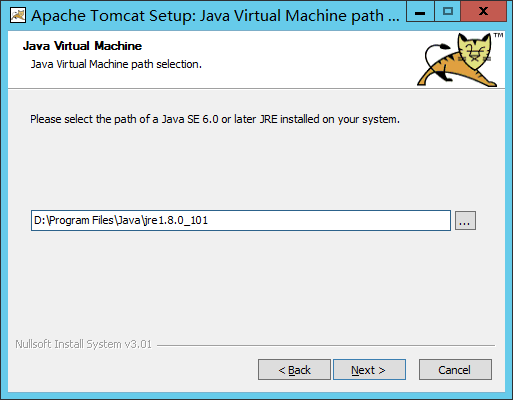 Apache Tomcat Setup: Java Virtual Machine path ...
Java Virtual Machine
Java Virtual Machine path selection.
TM
Please select the path of a Java SE 6.0 or later JRE installed on your system.
D:\Program Files\Java\jre1.8.0_101
...
Nullsoft Install System v3.01
< Back
Next >
Cancel